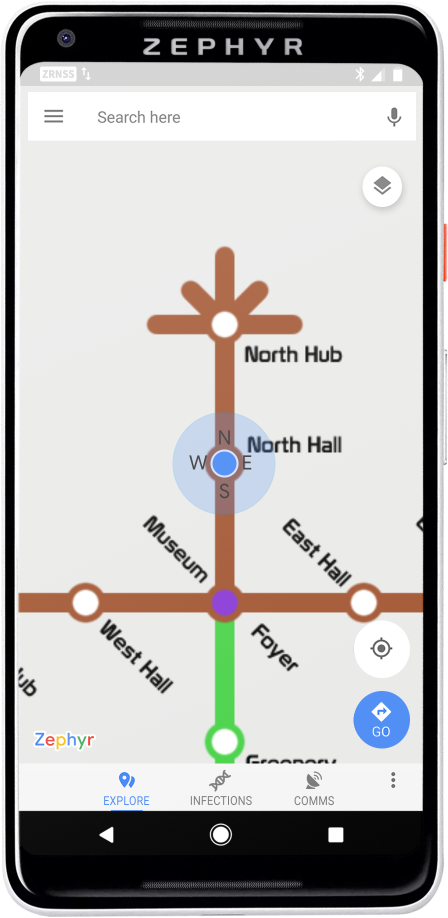 ZEPHYR
ZRNSS
Search here
North Hub
N
North Hall
W
E
S
Museum
East Hall
West Hall
Foyer
ub
GO
Zephyr
Greenery
EXPLORE
INFECTIONS
COMMS